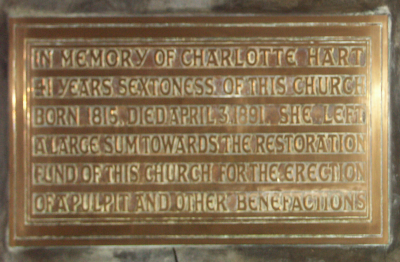 IN MEMORY OF CHARLOTTE HART
41 YEARS SEXTONESS, OF THIS CHURCH
BORN 1815, DIED APRIL 3, 1891. SHE LEFT
A LARGE SUM TOWARDS THE RESTORATION
FUND OF THIS CHURCH FOR THE ERECTION
OF A PULPIT AND OTHER BENEFACTIONS